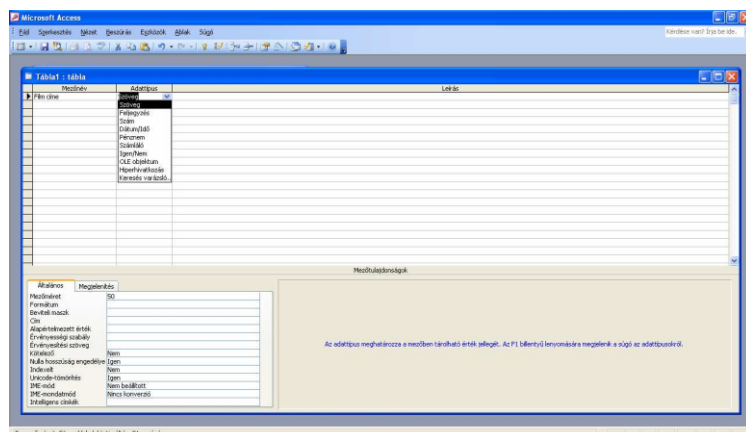 Microsoft Access
Fájl Szerkesztés Nézet Beszúrás Eszközök Ablak Súgó Kérdése van? Írja be ide.
Tábla1 : tábla
Mezőnév Adattípus Leírás
Film címe Szöveg
Szöveg
Feljegyzés
Szám
Dátum/Idő
Pénznem
Számláló
Igen/Nem
OLE objektum
Hiperhivatkozás
Keresés varázsló...
Mezőtulajdonságok
Általános Megjelenítés
Mezőméret 50
Formátum
Beviteli maszk
Cím
Alapértelmezett érték
Érvényességi szabály
Érvényesítési szöveg
Kötelező Nem
Nulla hosszúság engedélye Igen
Indexelt Nem
Unicode-tömörítés Igen
IME-mód Nem beállított
IME-mondatmód Nincs konverzió
Intelligens címkék
Az adattípus meghatározza a mezőben tárolható érték jellegét. Az F1 billentyű lenyomására megjelenik a súgó az adattípusokról.